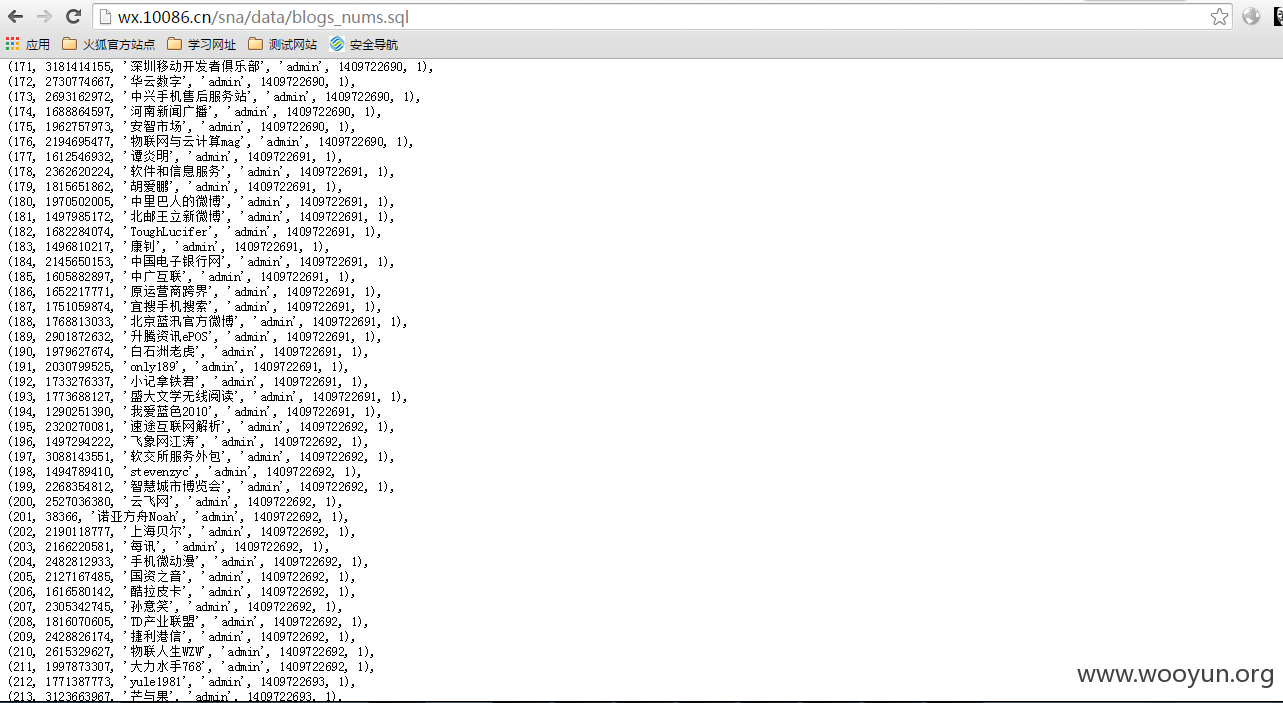 wx.10086.cn/sna/data/blogs_nums.sql
应用 火狐官方站点 学习网址 测试网站 安全导航
(171, 3181414155, '深圳移动开发者俱乐部', 'admin', 1409722690, 1),
(172, 2730774667, '华云数字', 'admin', 1409722690, 1),
(173, 2693162972, '中兴手机售后服务站', 'admin', 1409722690, 1),
(174, 1688864597, '河南新闻广播', 'admin', 1409722690, 1),
(175, 1962757973, '安智市场', 'admin', 1409722690, 1),
(176, 2194695477, '物联网与云计算mag', 'admin', 1409722690, 1),
(177, 1612546932, '谭炎明', 'admin', 1409722691, 1),
(178, 2362620224, '软件和信息服务', 'admin', 1409722691, 1),
(179, 1815651862, '胡爱鹏', 'admin', 1409722691, 1),
(180, 1970502005, '中里巴人的微博', 'admin', 1409722691, 1),
(181, 1497985172, '北邮王立新微博', 'admin', 1409722691, 1),
(182, 1682284074, 'ToughLucifer', 'admin', 1409722691, 1),
(183, 1496810217, '康钊', 'admin', 1409722691, 1),
(184, 2145650153, '中国电子银行网', 'admin', 1409722691, 1),
(185, 1605882897, '中广互联', 'admin', 1409722691, 1),
(186, 1652217771, '原运营商跨界', 'admin', 1409722691, 1),
(187, 1751059874, '宜搜手机搜索', 'admin', 1409722691, 1),
(188, 1768813033, '北京蓝汛官方微博', 'admin', 1409722691, 1),
(189, 2901872632, '升腾资讯ePOS', 'admin', 1409722691, 1),
(190, 1979627674, '白石洲老虎', 'admin', 1409722691, 1),
(191, 2030799525, 'only189', 'admin', 1409722691, 1),
(192, 1733276337, '小记拿铁君', 'admin', 1409722691, 1),
(193, 1773688127, '盛大文学无线阅读', 'admin', 1409722691, 1),
(194, 1290251390, '我爱蓝色2010', 'admin', 1409722691, 1),
(195, 2320270081, '速途互联网解析', 'admin', 1409722692, 1),
(196, 1497294222, '飞象网江涛', 'admin', 1409722692, 1),
(197, 3088143551, '软交所服务外包', 'admin', 1409722692, 1),
(198, 1494789410, 'stevenzyc', 'admin', 1409722692, 1),
(199, 2268354812, '智慧城市博览会', 'admin', 1409722692, 1),
(200, 2527036380, '云飞网', 'admin', 1409722692, 1),
(201, 38366, '诺亚方舟Noah', 'admin', 1409722692, 1),
(202, 2190118777, '上海贝尔', 'admin', 1409722692, 1),
(203, 2166220581, '每讯', 'admin', 1409722692, 1),
(204, 2482812933, '手机微动漫', 'admin', 1409722692, 1),
(205, 2127167485, '国资之音', 'admin', 1409722692, 1),
(206, 1616580142, '酷拉皮卡', 'admin', 1409722692, 1),
(207, 2305342745, '孙意笑', 'admin', 1409722692, 1),
(208, 1816070605, 'TD产业联盟', 'admin', 1409722692, 1),
(209, 2428826174, '捷利港信', 'admin', 1409722692, 1),
(210, 2615329627, '物联人生WZW', 'admin', 1409722692, 1),
(211, 1997873307, '大力水手768', 'admin', 1409722692, 1),
(212, 1771387773, 'yule1981', 'admin', 1409722693, 1),
(213, 3123663967, '芒与果', 'admin', 1409722693, 1),
www.wooyun.org